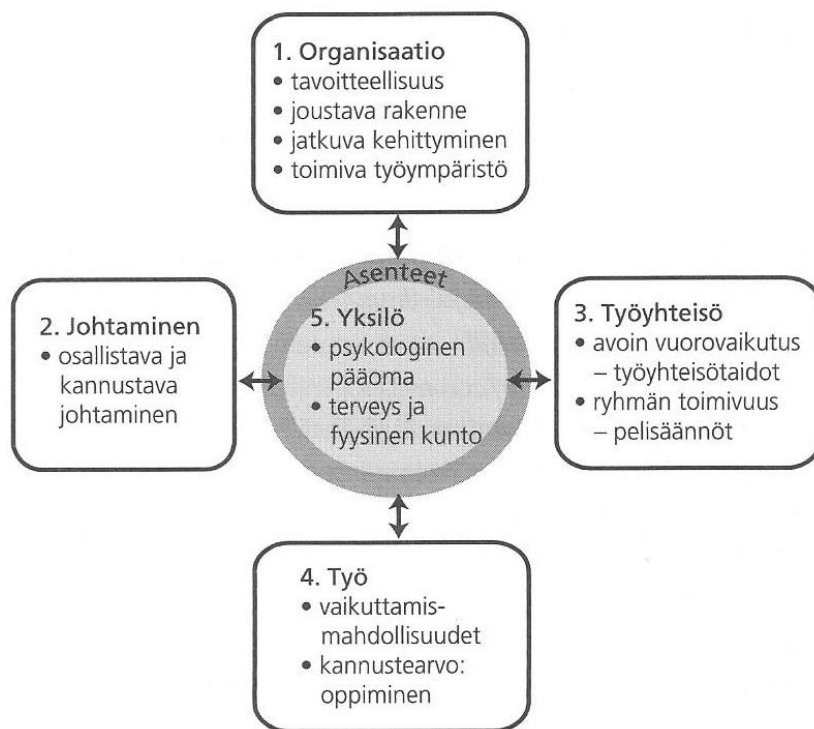 1. Organisaatio
• tavoitteellisuus
• joustava rakenne
• jatkuva kehittyminen
• toimiva työympäristö
Asenteet
2. Johtaminen
• osallistava ja
kannustava
johtaminen
5. Yksilö
• psykologinen
pääoma
• terveys ja
fyysinen kunto
3. Työyhteisö
• avoin vuorovaikutus
– työyhteisötaidot
• ryhmän toimivuus
– pelisäännöt
4. Työ
• vaikuttamis-
mahdollisuudet
• kannustearvo:
oppiminen